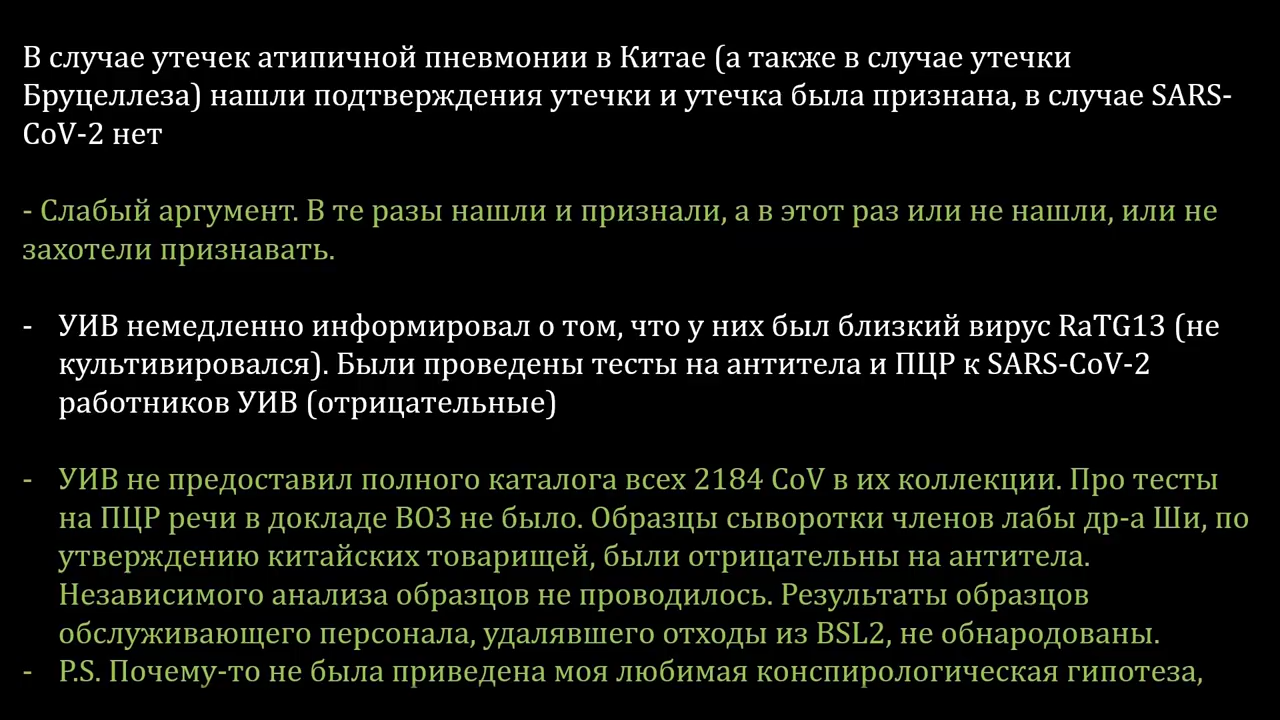 В случае утечек атипичной пневмонии в Китае (а также в случае утечки
Бруцеллеза) нашли подтверждения утечки и утечка была признана, в случае SARS-
CoV-2 нет
- Слабый аргумент. В те разы нашли и признали, а в этот раз или не нашли, или не
захотели признавать.
- УИВ немедленно информировал о том, что у них был близкий вирус RaTG13 (не
культивировался). Были проведены тесты на антитела и ПЦР к SARS-CoV-2
работников УИВ (отрицательные)
- УИВ не предоставил полного каталога всех 2184 CoV в их коллекции. Про тесты
на ПЦР речи в докладе ВОЗ не было. Образцы сыворотки членов лабы др-а Ши, по
утверждению китайских товарищей, были отрицательны на антитела.
Независимого анализа образцов не проводилось. Результаты образцов
обслуживающего персонала, удалявшего отходы из BSL2, не обнародованы.
- P.S. Почему-то не была приведена моя любимая конспирологическая гипотеза,